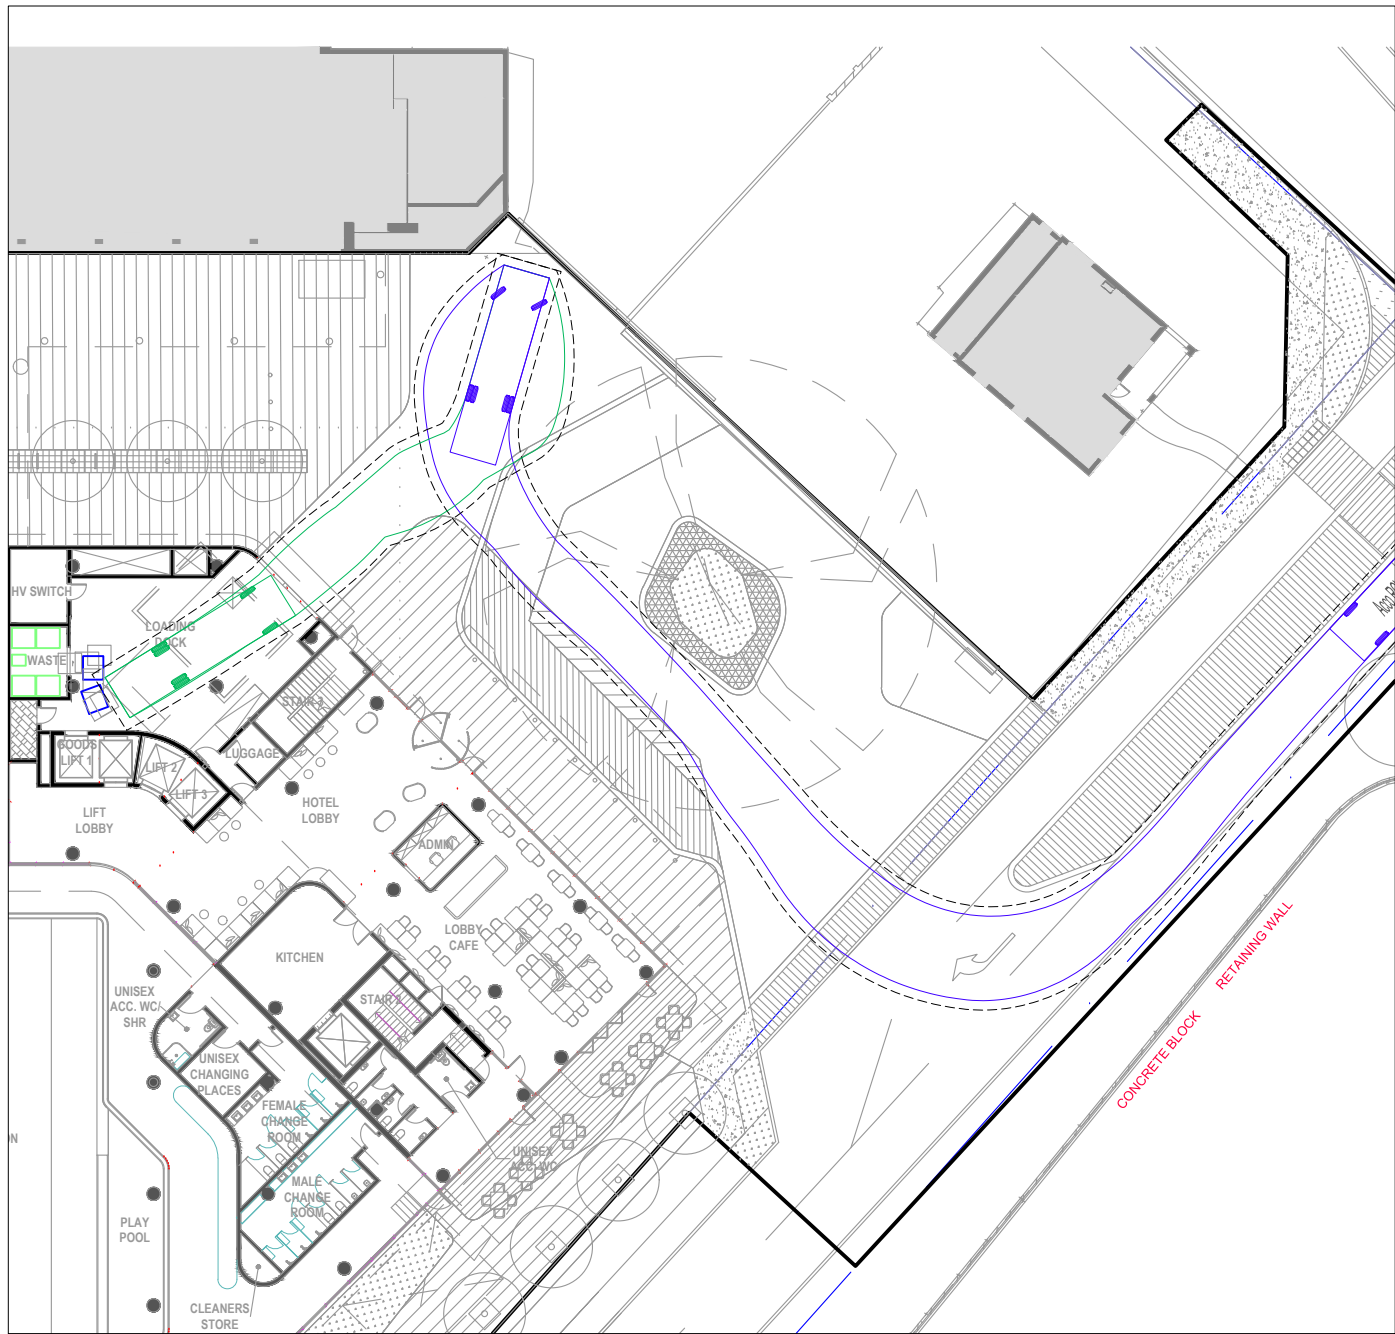 HV SWITCH
LOADING
DOCK
WASTE
STAIR 3
GOODS
LIFT 1
LIFT 2
LIFT 3
LUGGAGE
LIFT
LOBBY
HOTEL
LOBBY
ADMIN
LOBBY
CAFE
KITCHEN
STAIR 2
UNISEX
ACC. WC/
SHR
UNISEX
CHANGING
PLACES
FEMALE
CHANGE
ROOM
MALE
CHANGE
ROOM
UNISEX
ACC. WC
PLAY
POOL
CLEANERS
STORE
ON
CONCRETE BLOCK
RETAINING WALL